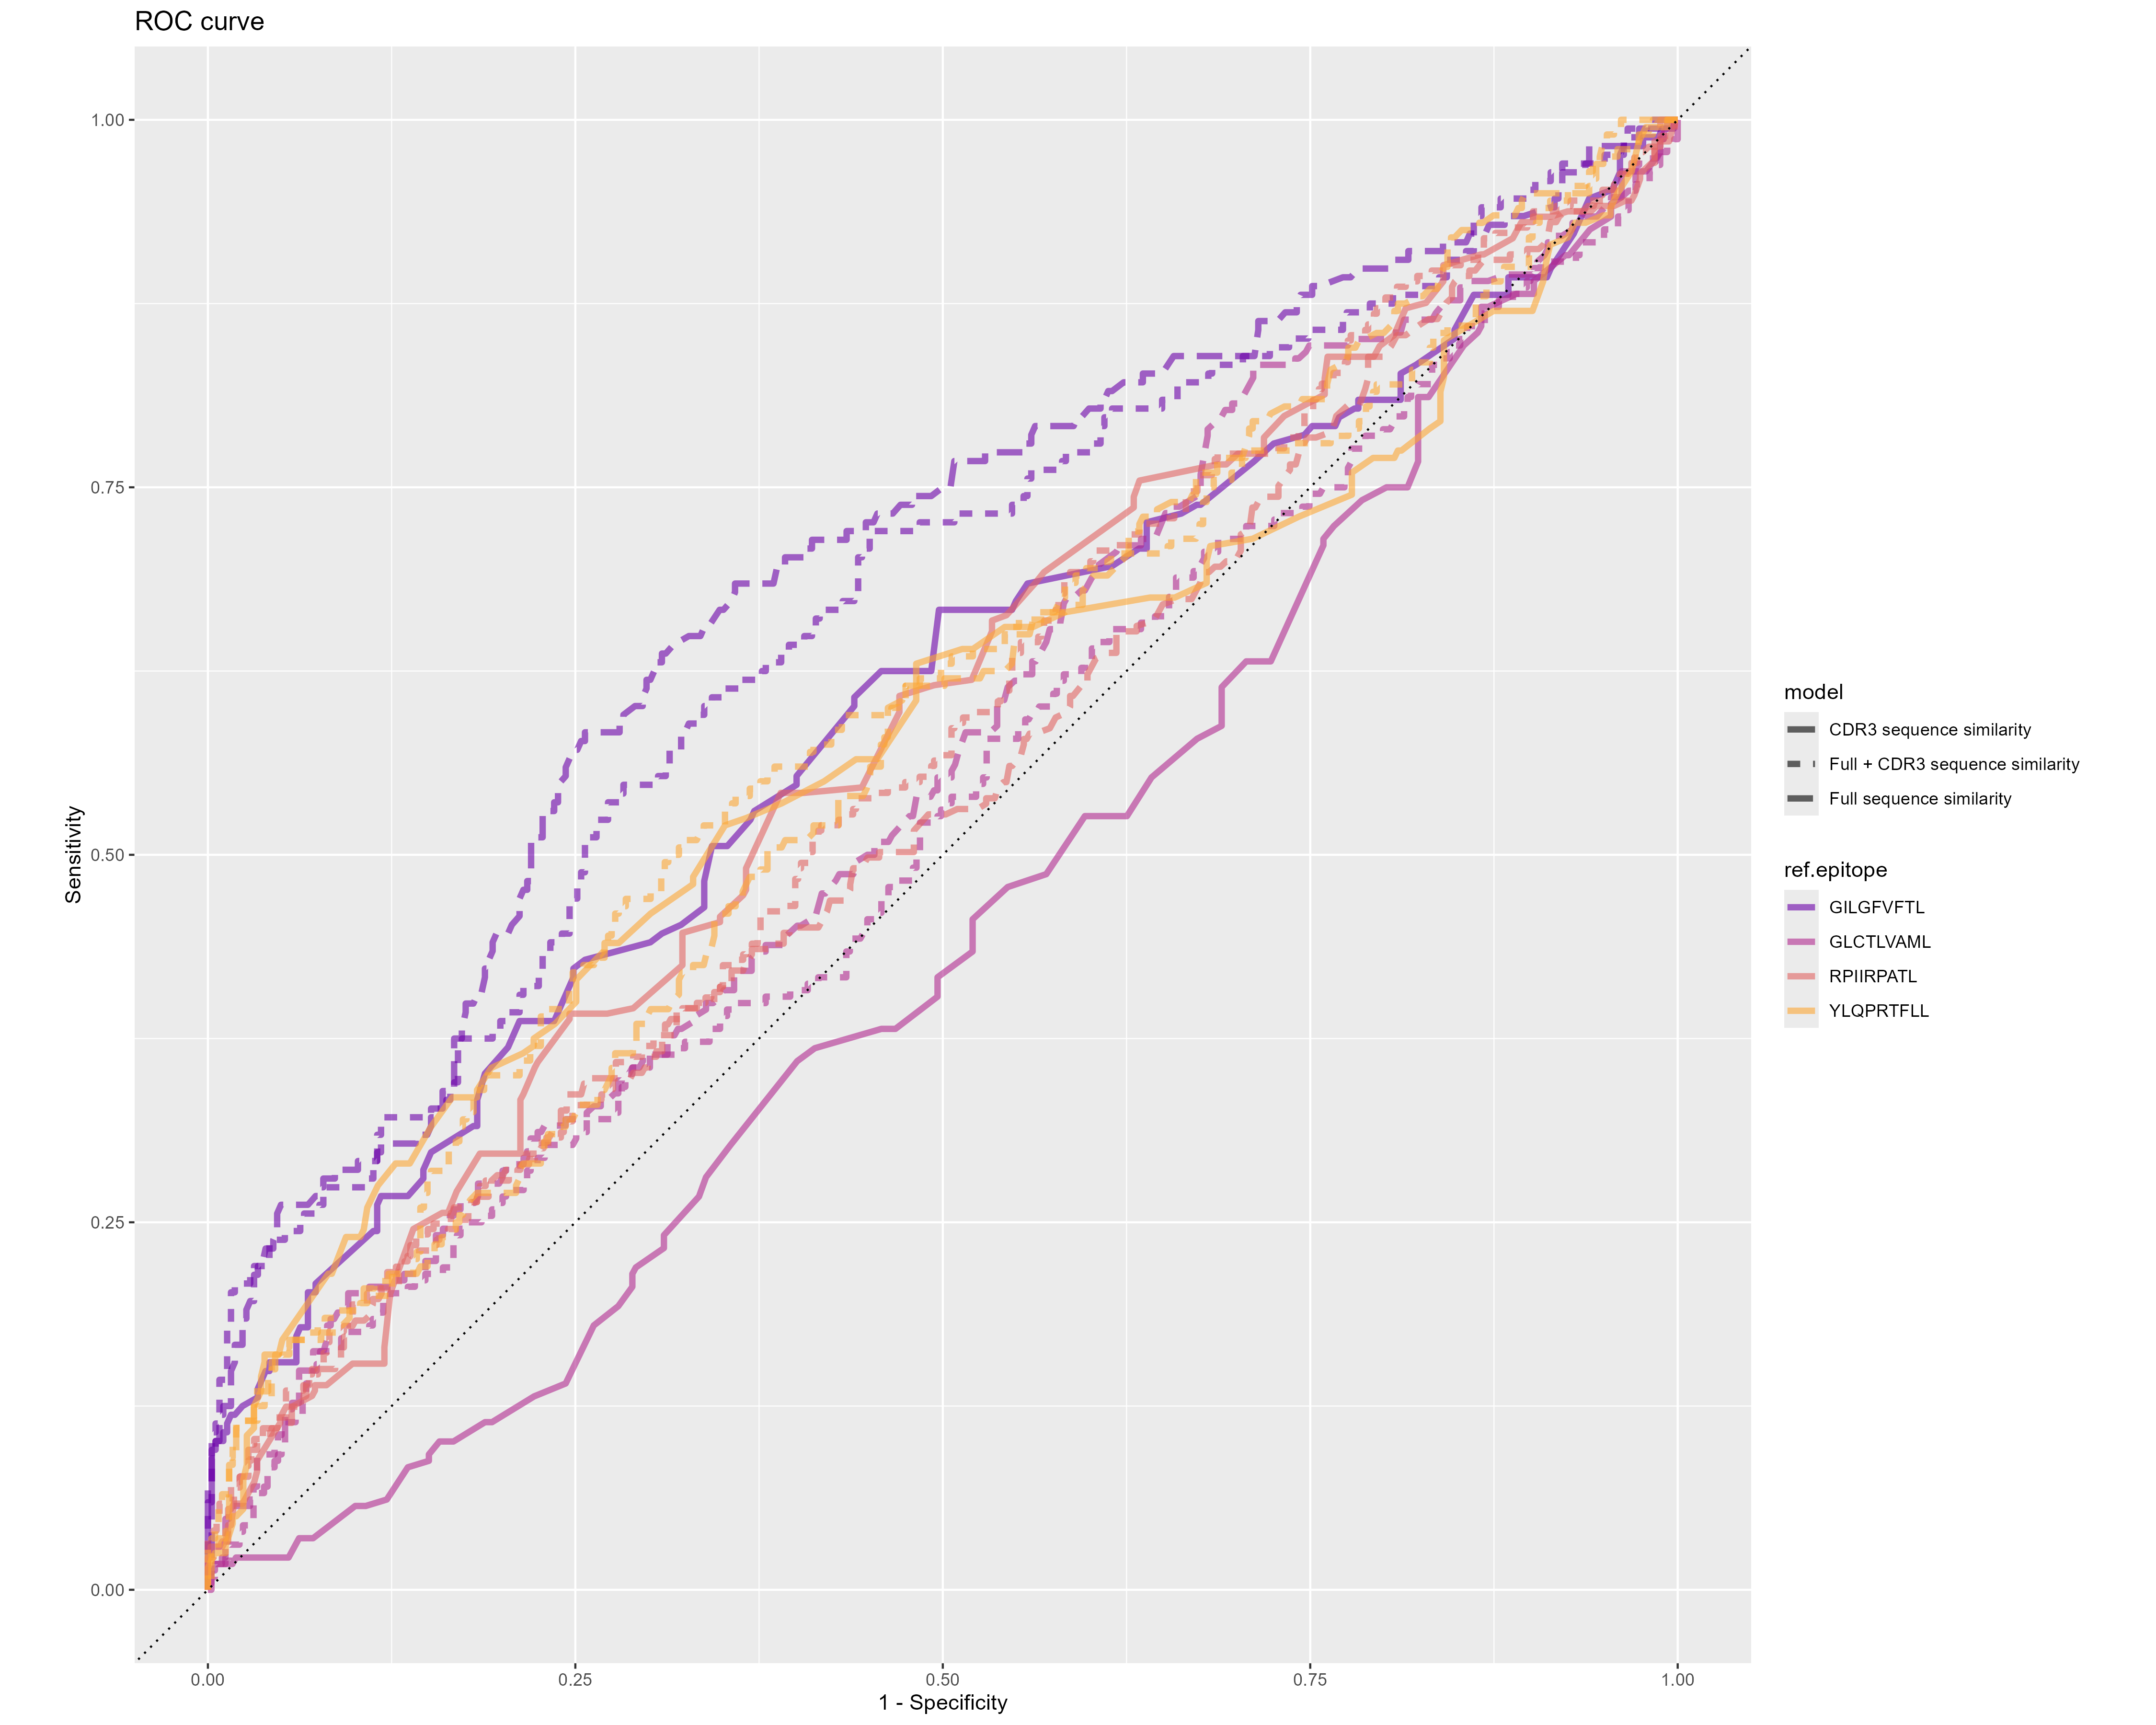 ROC curve
1.00
0.75
0.50
0.25
0.00
Sensitivity
0.00
0.25
0.50
0.75
1.00
1 - Specificity
model
CDR3 sequence similarity
Full + CDR3 sequence similarity
Full sequence similarity
ref.epitope
GILGFVFTL
GLCTLVAML
RPIIRPATL
YLQPRTFLL